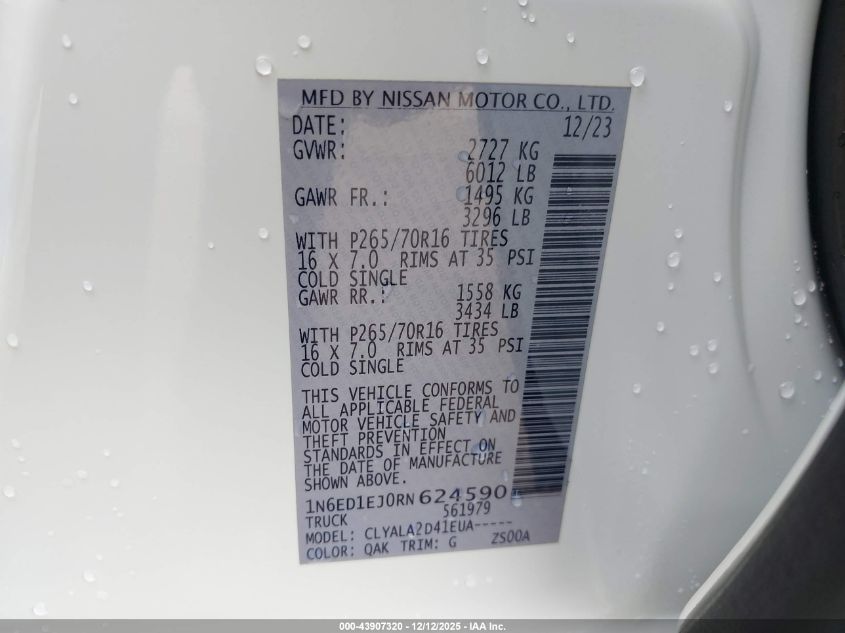 MFD BY NISSAN MOTOR CO., LTD.
DATE: 12/23
GVWR: 2727 KG
6012 LB
GAWR FR.: 1495 KG
3296 LB
WITH P265/70R16 TIRES
16 X 7.0 RIMS AT 35 PSI
COLD SINGLE
GAWR RR.: 1558 KG
3434 LB
WITH P265/70R16 TIRES
16 X 7.0 RIMS AT 35 PSI
COLD SINGLE
THIS VEHICLE CONFORMS TO
ALL APPLICABLE FEDERAL
MOTOR VEHICLE SAFETY AND
THEFT PREVENTION
STANDARDS IN EFFECT ON
THE DATE OF MANUFACTURE
SHOWN ABOVE.
1N6ED1EJ0RN 624590
TRUCK 561979
MODEL: CLYALA2D41EUA-----
COLOR: QAK TRIM: G ZS00A
000-43907320 - 12/12/2025 - IAA Inc.